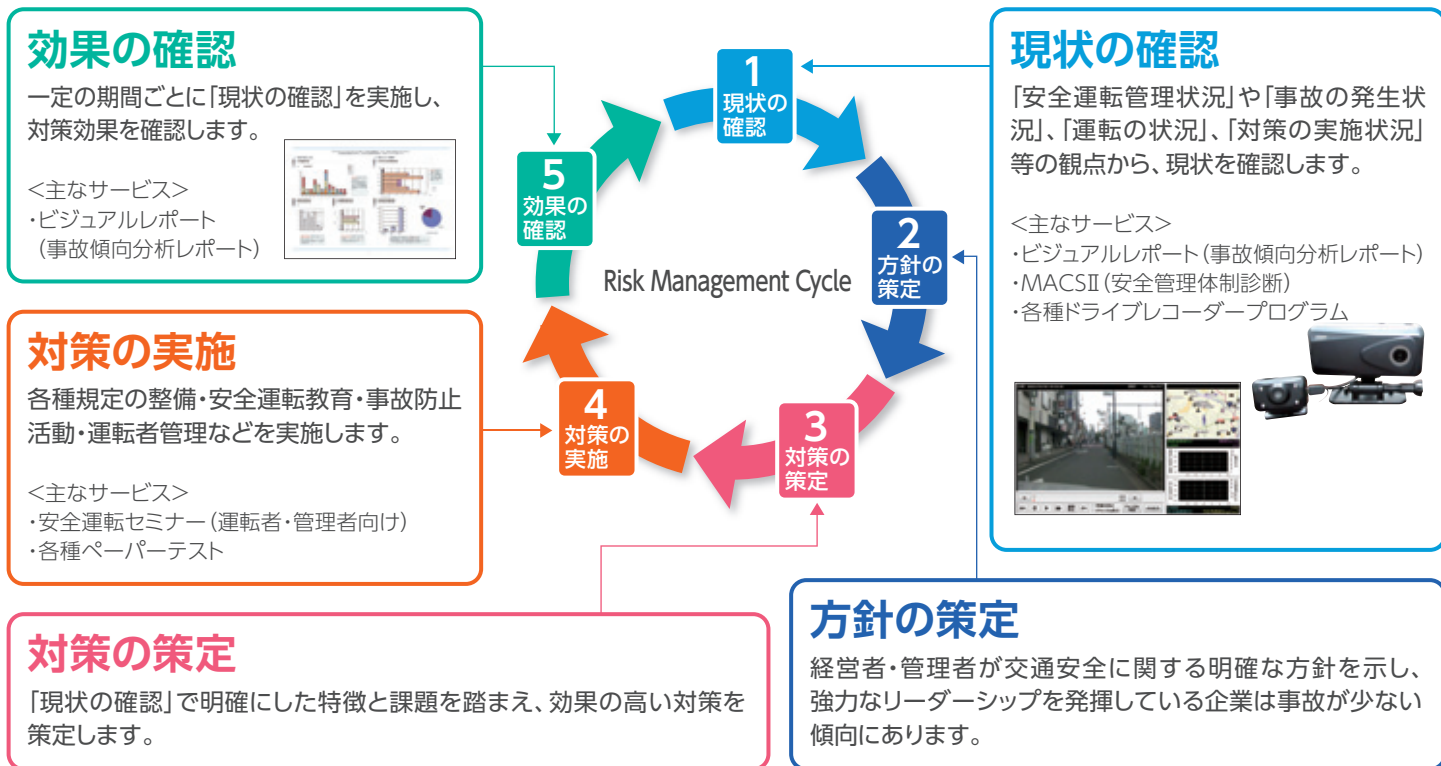 効果の確認
一定の期間ごとに「現状の確認」を実施し、
対策効果を確認します。
<主なサービス>
・ビジュアルレポート
(事故傾向分析レポート)
対策の実施
各種規定の整備・安全運転教育・事故防止
活動・運転者管理などを実施します。
<主なサービス>
・安全運転セミナー(運転者・管理者向け)
・各種ペーパーテスト
対策の策定
「現状の確認」で明確にした特徴と課題を踏まえ、効果の高い対策を
策定します。
1
現状の
確認
2
方針の
策定
3
対策の
策定
4
対策の
実施
5
効果の
確認
Risk Management Cycle
現状の確認
「安全運転管理状況」や「事故の発生状
況」、「運転の状況」、「対策の実施状況」
等の観点から、現状を確認します。
<主なサービス>
・ビジュアルレポート(事故傾向分析レポート)
・MACSⅡ(安全管理体制診断)
・各種ドライブレコーダープログラム
方針の策定
経営者・管理者が交通安全に関する明確な方針を示し、
強力なリーダーシップを発揮している企業は事故が少ない
傾向にあります。